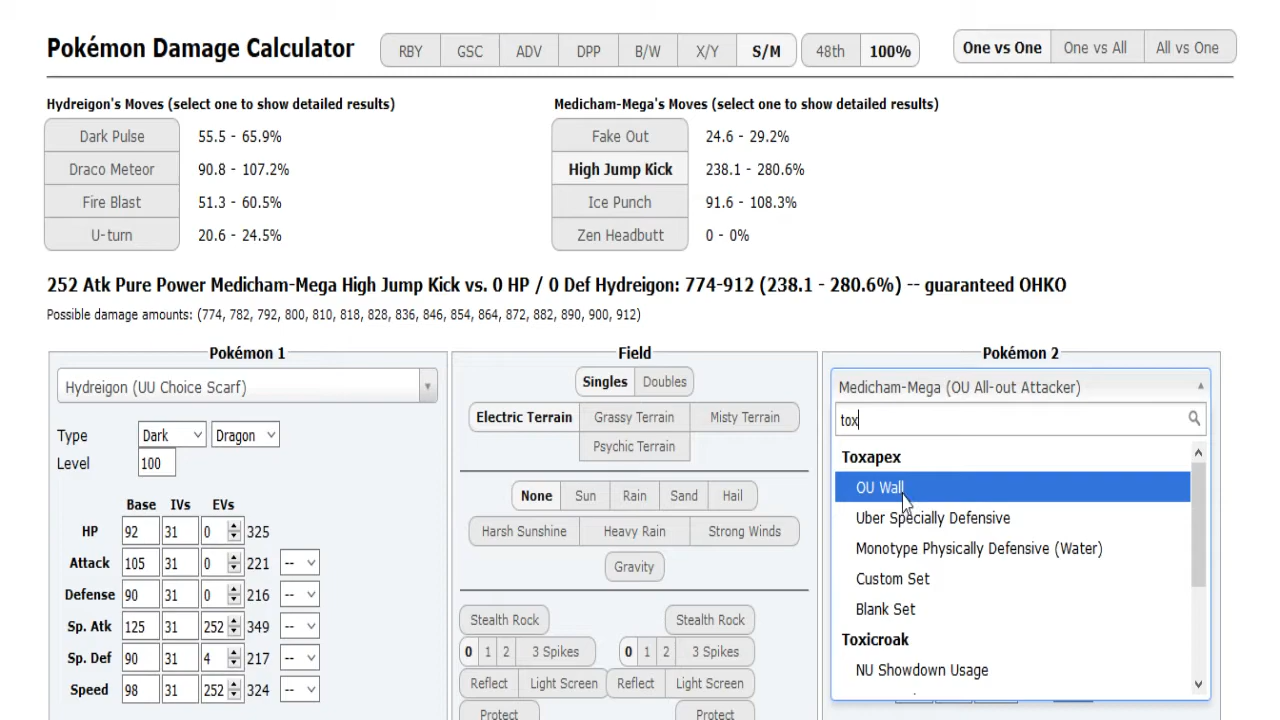 Pokémon Damage Calculator RBY GSC ADV DPP B/W X/Y S/M 48th 100% One vs One One vs All All vs One
Hydreigon's Moves (select one to show detailed results) Medicham-Mega's Moves (select one to show detailed results)
Dark Pulse 55.5 - 65.9% Fake Out 24.6 - 29.2%
Draco Meteor 90.8 - 107.2% High Jump Kick 238.1 - 280.6%
Fire Blast 51.3 - 60.5% Ice Punch 91.6 - 108.3%
U-turn 20.6 - 24.5% Zen Headbutt 0 - 0%
252 Atk Pure Power Medicham-Mega High Jump Kick vs. 0 HP / 0 Def Hydreigon: 774-912 (238.1 - 280.6%) -- guaranteed OHKO
Possible damage amounts: (774, 782, 792, 800, 810, 818, 828, 836, 846, 854, 864, 872, 882, 890, 900, 912)
Pokémon 1
Hydreigon (UU Choice Scarf)
Type Dark Dragon
Level 100
Base IVs EVs
HP 92 31 0 325
Attack 105 31 0 221 --
Defense 90 31 0 216 --
Sp. Atk 125 31 252 349 --
Sp. Def 90 31 4 217 --
Speed 98 31 252 324 --
Field
Singles Doubles
Electric Terrain Grassy Terrain Misty Terrain
Psychic Terrain
None Sun Rain Sand Hail
Harsh Sunshine Heavy Rain Strong Winds
Gravity
Stealth Rock Stealth Rock
0 1 2 3 Spikes 0 1 2 3 Spikes
Reflect Light Screen Reflect Light Screen
Protect Protect
Pokémon 2
Medicham-Mega (OU All-out Attacker)
tox
Toxapex
OU Wall
Uber Specially Defensive
Monotype Physically Defensive (Water)
Custom Set
Blank Set
Toxicroak
NU Showdown Usage